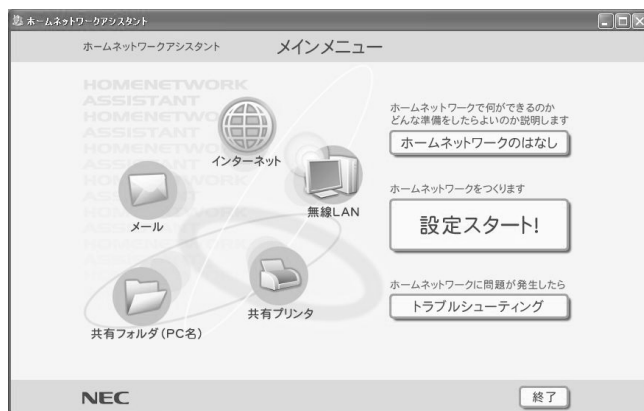 ホームネットワークアシスタント
ホームネットワークアシスタント
メインメニュー
HOMENETWORK
ASSISTANT
HOMENETWORK
ASSISTANT
HOMENETWORK
ASSISTANT
インターネット
メール
無線LAN
共有プリンタ
共有フォルダ(PC名)
ホームネットワークで何ができるのか
どんな準備をしたらよいのか説明します
ホームネットワークのはなし
ホームネットワークをつくります
設定スタート!
ホームネットワークに問題が発生したら
トラブルシューティング
NEC
終了